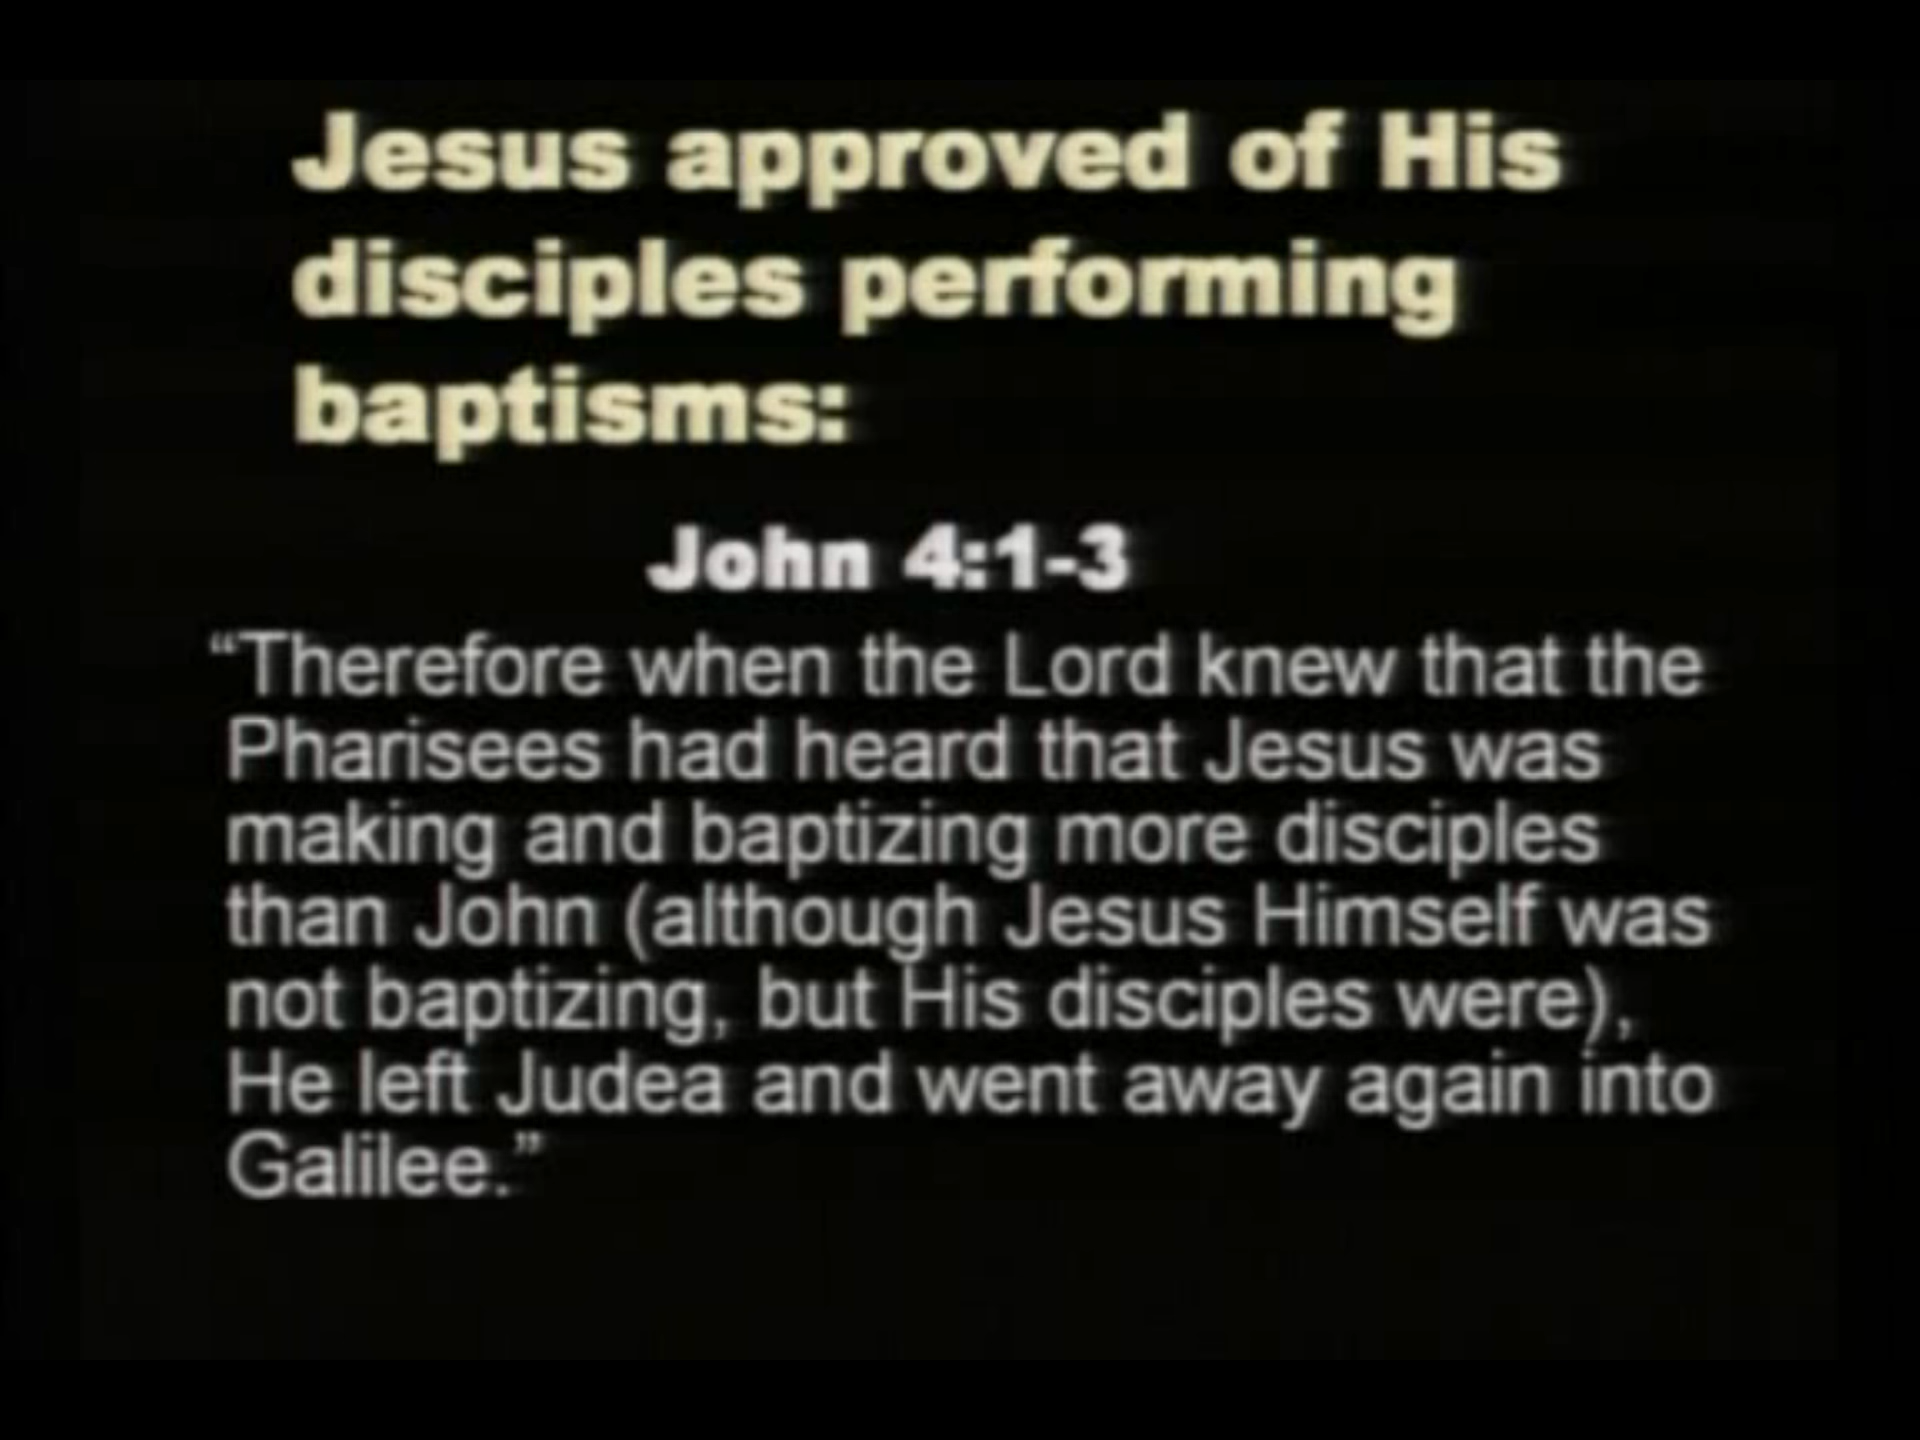 Jesus approved of His
disciples performing
baptisms:
John 4:1-3
“Therefore when the Lord knew that the
Pharisees had heard that Jesus was
making and baptizing more disciples
than John (although Jesus Himself was
not baptizing, but His disciples were),
He left Judea and went away again into
Galilee.”